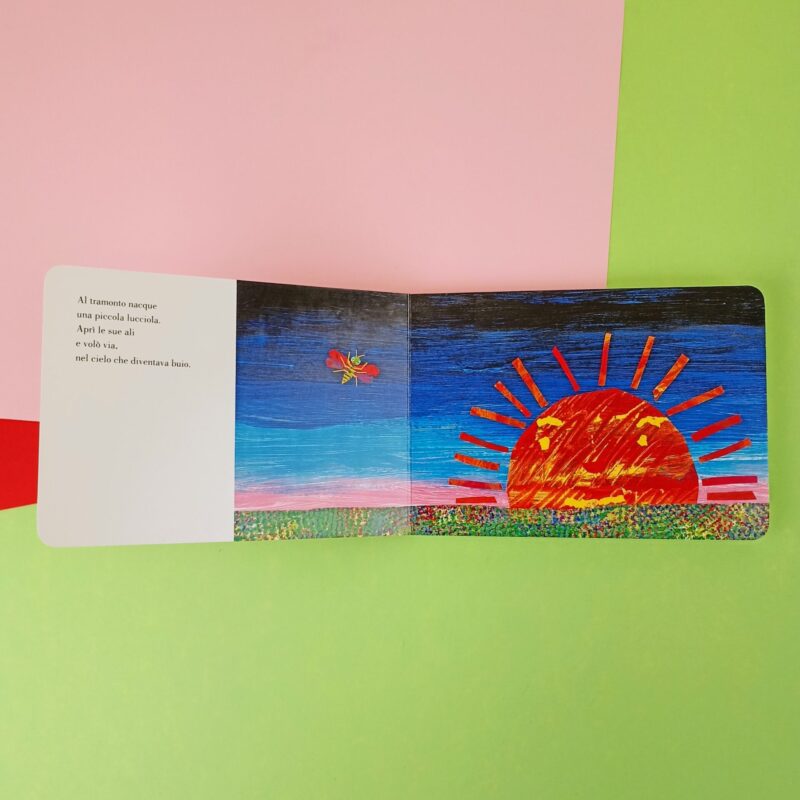 Al tramonto nacque
una piccola lucciola.
Aprì le sue ali
e volò via,
nel cielo che diventava buio.